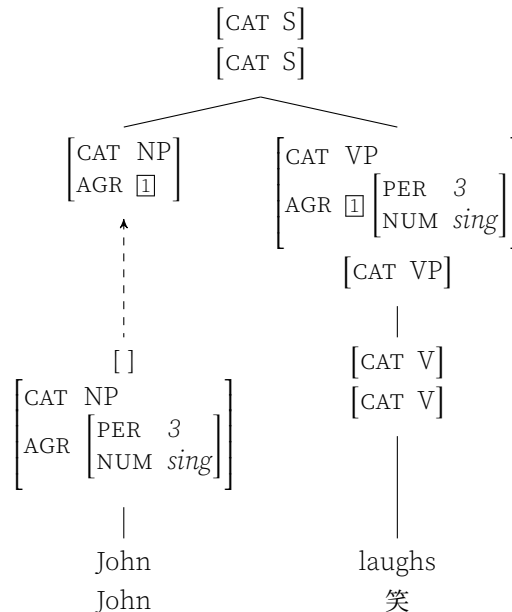 [CAT S]
[CAT S]
[CAT NP
AGR 1]
[CAT VP
AGR 1 [PER 3
NUM sing]]
[CAT VP]
[ ]
[CAT NP
AGR [PER 3
NUM sing]]
[CAT V]
[CAT V]
John
John
laughs
笑